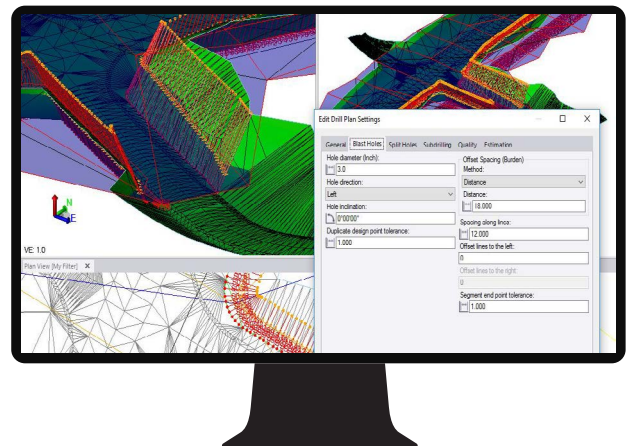 Edit Drill Plan Settings
General Blast Holes Split Holes Subdrilling Quality Estimation
Hole diameter (Inch):
3.0
Hole direction:
Left
Hole inclination:
0°00'00"
Duplicate design point tolerance:
1.000
Offset Spacing (Burden)
Method:
Distance
Distance:
18.000
Spacing along lines:
12.000
Offset lines to the left:
0
Offset lines to the right:
0
Segment end point tolerance:
1.000
N
E
VE: 1.0
Plan View [My Filter] X